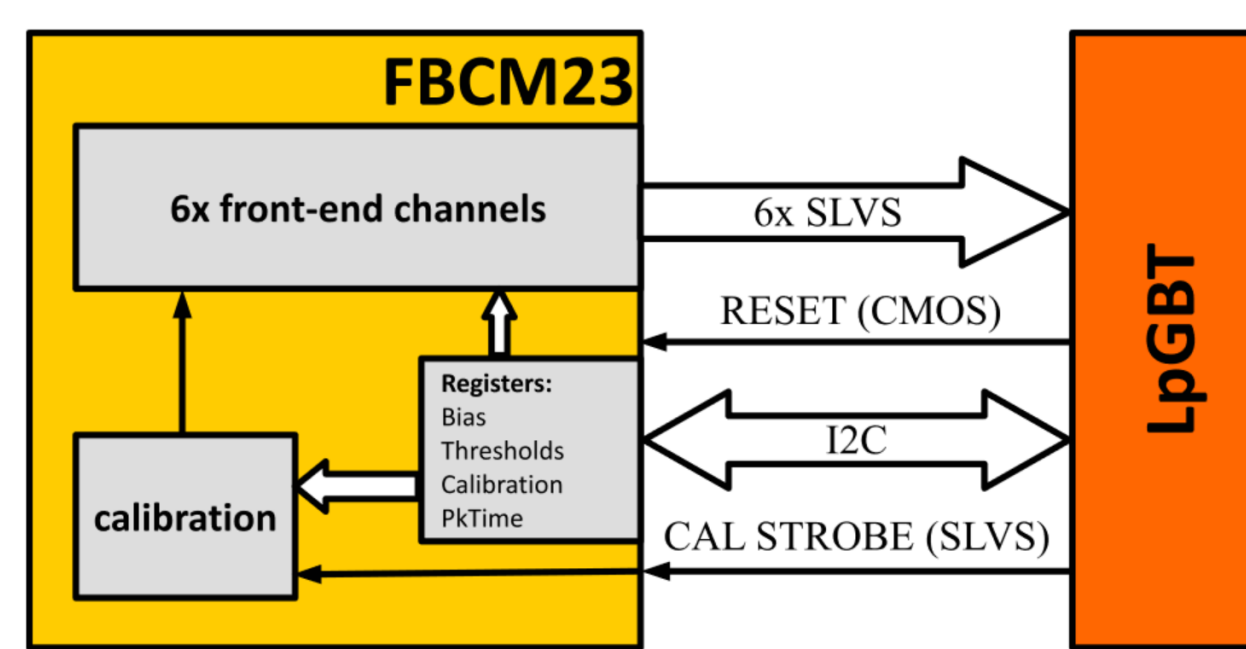 FBCM23
6x front-end channels
6x SLVS
RESET (CMOS)
Registers:
Bias
Thresholds
Calibration
PkTime
calibration
I2C
CAL STROBE (SLVS)
LpGBT